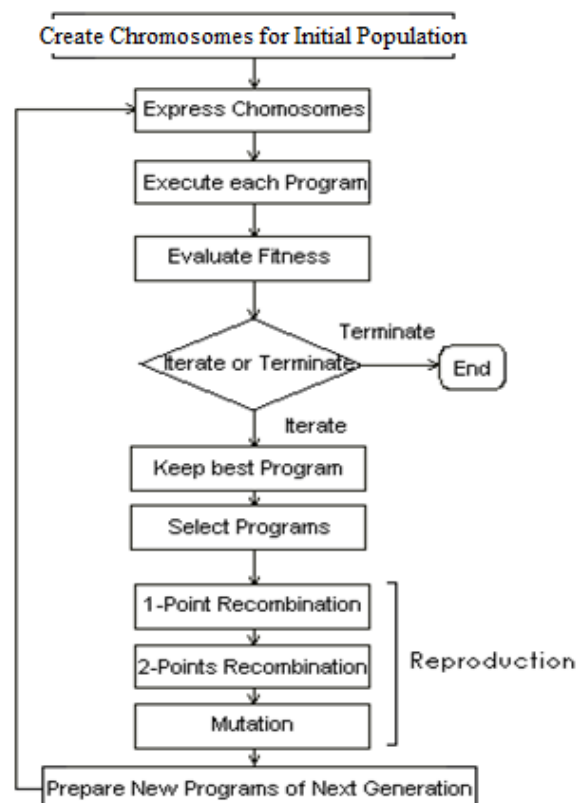 Create Chromosomes for Initial Population
Express Chomosomes
Execute each Program
Evaluate Fitness
Iterate or Terminate
Terminate
End
Iterate
Keep best Program
Select Programs
1-Point Recombination
2-Points Recombination
Mutation
Reproduction
Prepare New Programs of Next Generation